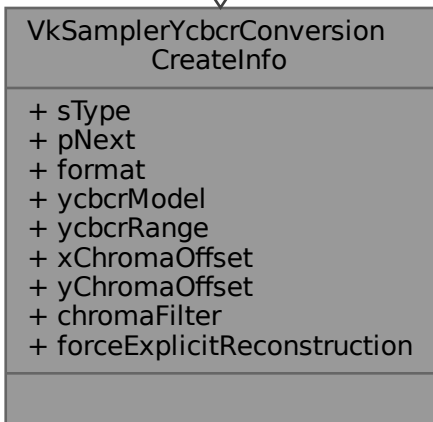 VkSamplerYcbcrConversion
CreateInfo
+ sType
+ pNext
+ format
+ ycbcrModel
+ ycbcrRange
+ xChromaOffset
+ yChromaOffset
+ chromaFilter
+ forceExplicitReconstruction